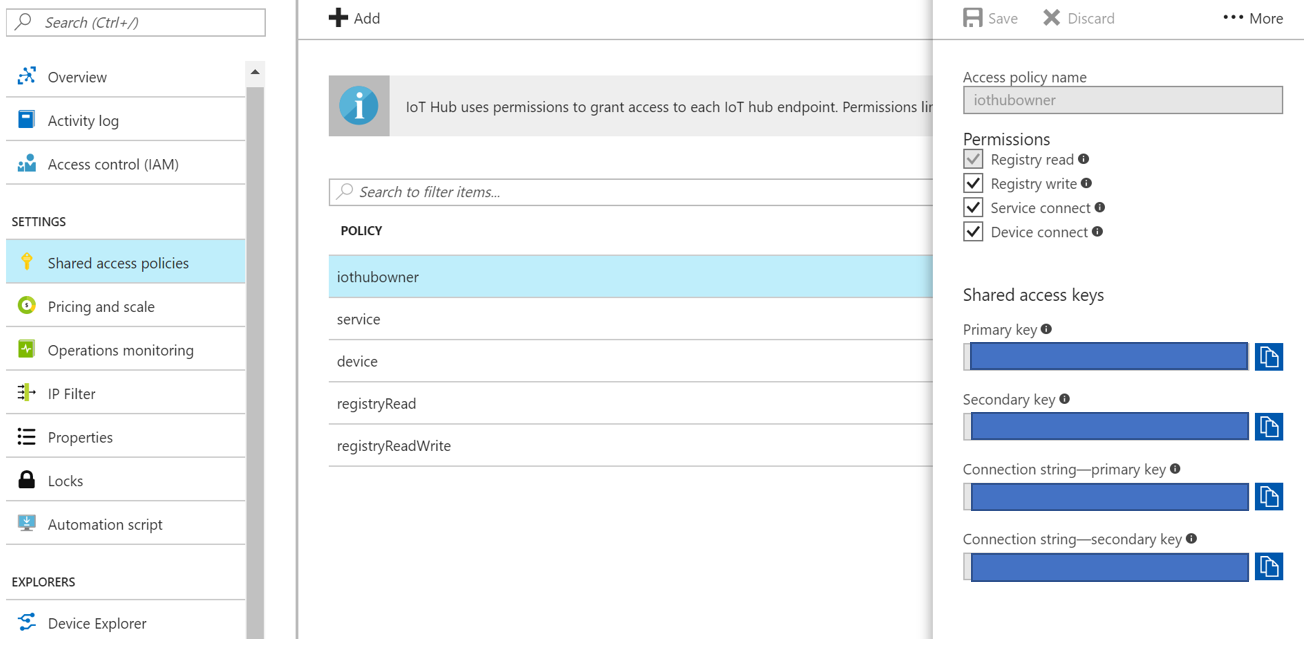 Search (Ctrl+/)
Overview
Activity log
Access control (IAM)
SETTINGS
Shared access policies
Pricing and scale
Operations monitoring
IP Filter
Properties
Locks
Automation script
EXPLORERS
Device Explorer
Add
IoT Hub uses permissions to grant access to each IoT hub endpoint. Permissions lir
Search to filter items...
POLICY
iothubowner
service
device
registryRead
registryReadWrite
Save Discard More
Access policy name
iothubowner
Permissions
Registry read
Registry write
Service connect
Device connect
Shared access keys
Primary key
Secondary key
Connection string—primary key
Connection string—secondary key